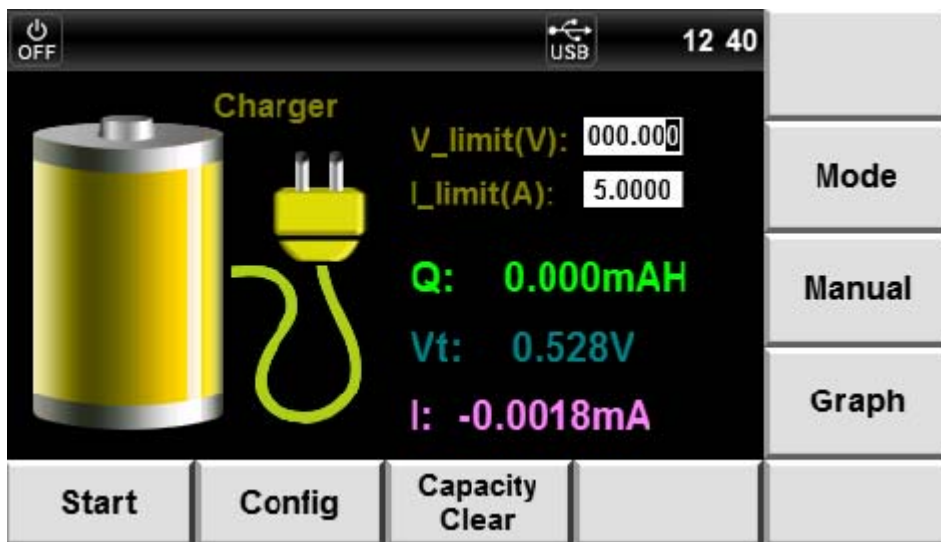 OFF
USB
12 40
Charger
V_limit(V): 000.000
I_limit(A): 5.0000
Q: 0.000mAH
Vt: 0.528V
I: -0.0018mA
Mode
Manual
Graph
Start
Config
Capacity
Clear